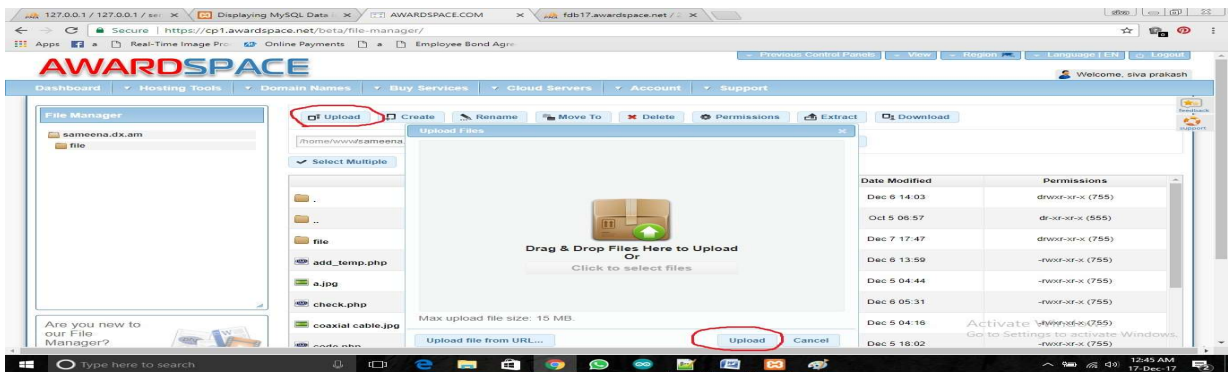 127.0.0.1 / 127.0.0.1 / ser
Displaying MySQL Data i
AWARDSPACE.COM
fdb17.awardspace.net / 2
Secure | https://cp1.awardspace.net/beta/file-manager/
Apps
a
Real-Time Image Pro
Online Payments
a
Employee Bond Agre
AWARDSPACE
Previous Control Panels
View
Region
Language | EN
Logout
Welcome, siva prakash
Dashboard
Hosting Tools
Domain Names
Buy Services
Cloud Servers
Account
Support
feedback
support
File Manager
sameena.dx.am
file
Upload
Create
Rename
Move To
Delete
Permissions
Extract
Download
Upload Files
/home/www/sameena.
Select Multiple
Date Modified
Permissions
.
Dec 6 14:03
drwxr-xr-x (755)
..
Oct 5 06:57
dr-xr-xr-x (555)
file
Dec 7 17:47
drwxr-xr-x (755)
add_temp.php
Dec 6 13:59
-rwxr-xr-x (755)
a.jpg
Dec 5 04:44
-rwxr-xr-x (755)
check.php
Dec 6 05:31
-rwxr-xr-x (755)
coaxial cable.jpg
Dec 5 04:16
-rwxr-xr-x (755)
code.php
Dec 5 18:02
-rwxr-xr-x (755)
Drag & Drop Files Here to Upload
Or
Click to select files
Max upload file size: 15 MB.
Upload file from URL...
Upload
Cancel
Are you new to
our File
Manager?
Activate Windows
Go to Settings to activate Windows.
Type here to search
12:45 AM
17-Dec-17